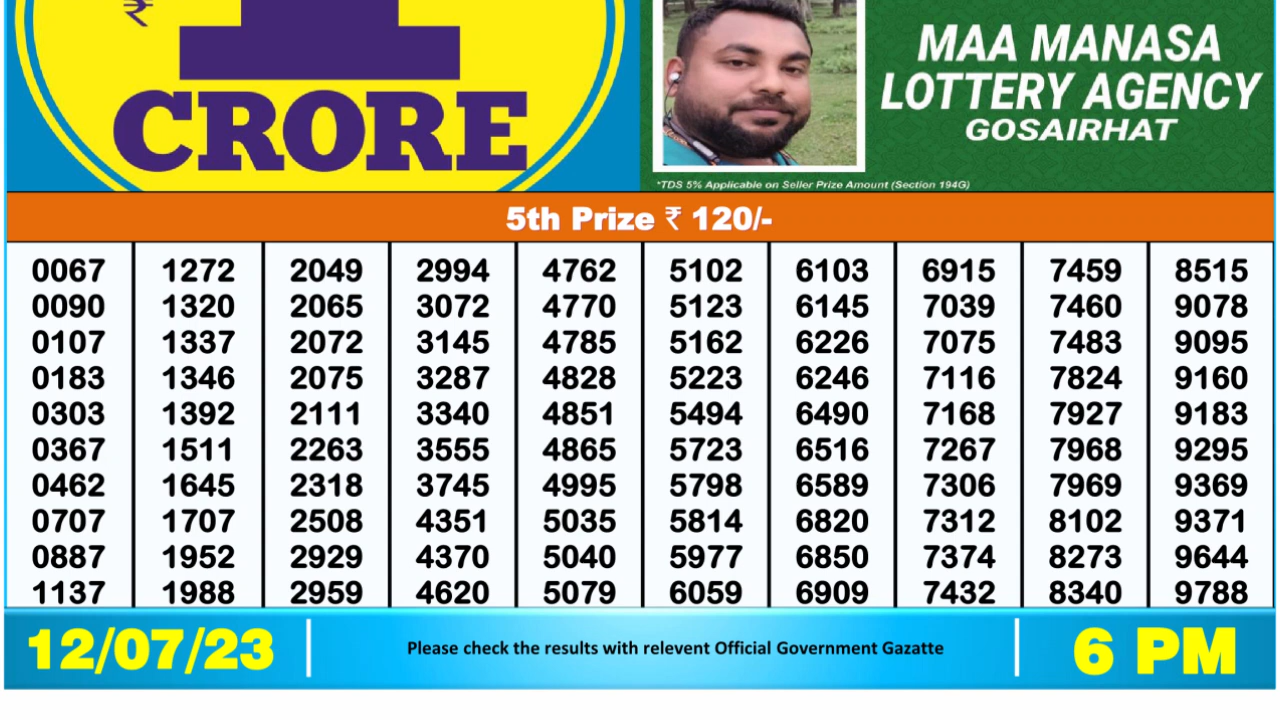 ₹
1
CRORE
MAA MANASA
LOTTERY AGENCY
GOSAIRHAT
*TDS 5% Applicable on Seller Prize Amount (Section 194G)
5th Prize ₹ 120/-
0067 1272 2049 2994 4762 5102 6103 6915 7459 8515
0090 1320 2065 3072 4770 5123 6145 7039 7460 9078
0107 1337 2072 3145 4785 5162 6226 7075 7483 9095
0183 1346 2075 3287 4828 5223 6246 7116 7824 9160
0303 1392 2111 3340 4851 5494 6490 7168 7927 9183
0367 1511 2263 3555 4865 5723 6516 7267 7968 9295
0462 1645 2318 3745 4995 5798 6589 7306 7969 9369
0707 1707 2508 4351 5035 5814 6820 7312 8102 9371
0887 1952 2929 4370 5040 5977 6850 7374 8273 9644
1137 1988 2959 4620 5079 6059 6909 7432 8340 9788
12/07/23
Please check the results with relevent Official Government Gazatte
6 PM